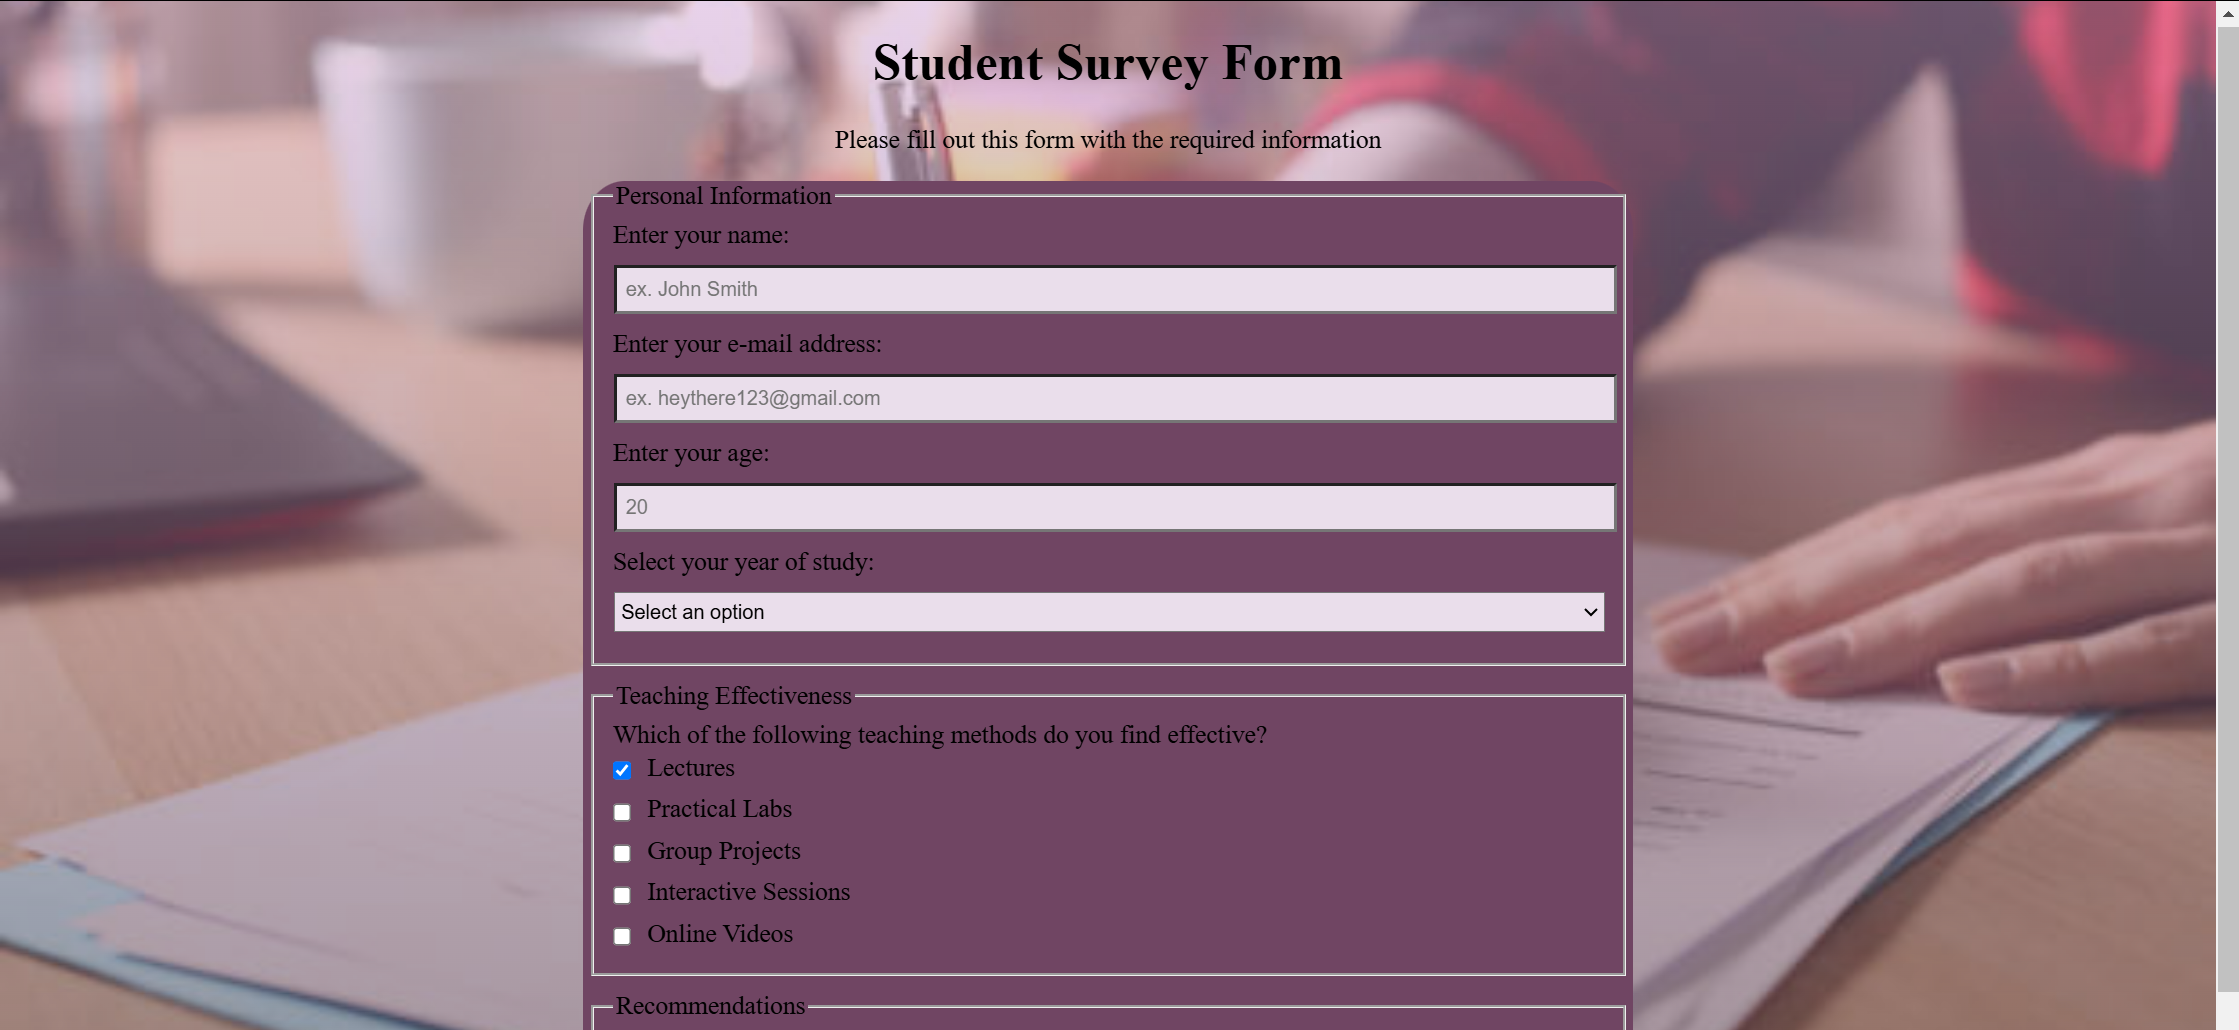 Student Survey Form
Please fill out this form with the required information
Personal Information
Enter your name:
ex. John Smith
Enter your e-mail address:
ex. heythere123@gmail.com
Enter your age:
20
Select your year of study:
Select an option
Teaching Effectiveness
Which of the following teaching methods do you find effective?
Lectures
Practical Labs
Group Projects
Interactive Sessions
Online Videos
Recommendations